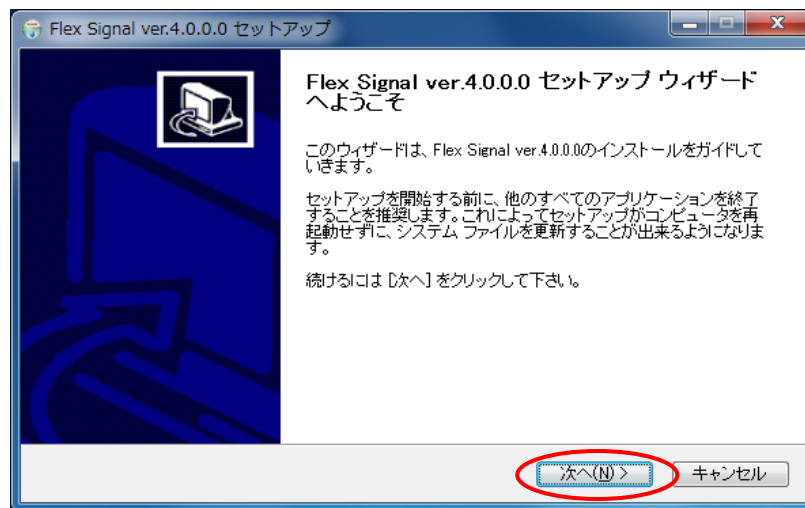 Flex Signal ver.4.0.0.0 セットアップ
Flex Signal ver.4.0.0.0 セットアップ ウィザード
へようこそ
このウィザードは、Flex Signal ver.4.0.0.0のインストールをガイドして
いきます。
セットアップを開始する前に、他のすべてのアプリケーションを終了
することを推奨します。これによってセットアップがコンピュータを再
起動せずに、システム ファイルを更新することが出来るようになりま
す。
続けるには [次へ] をクリックして下さい。
次へ(N) >
キャンセル